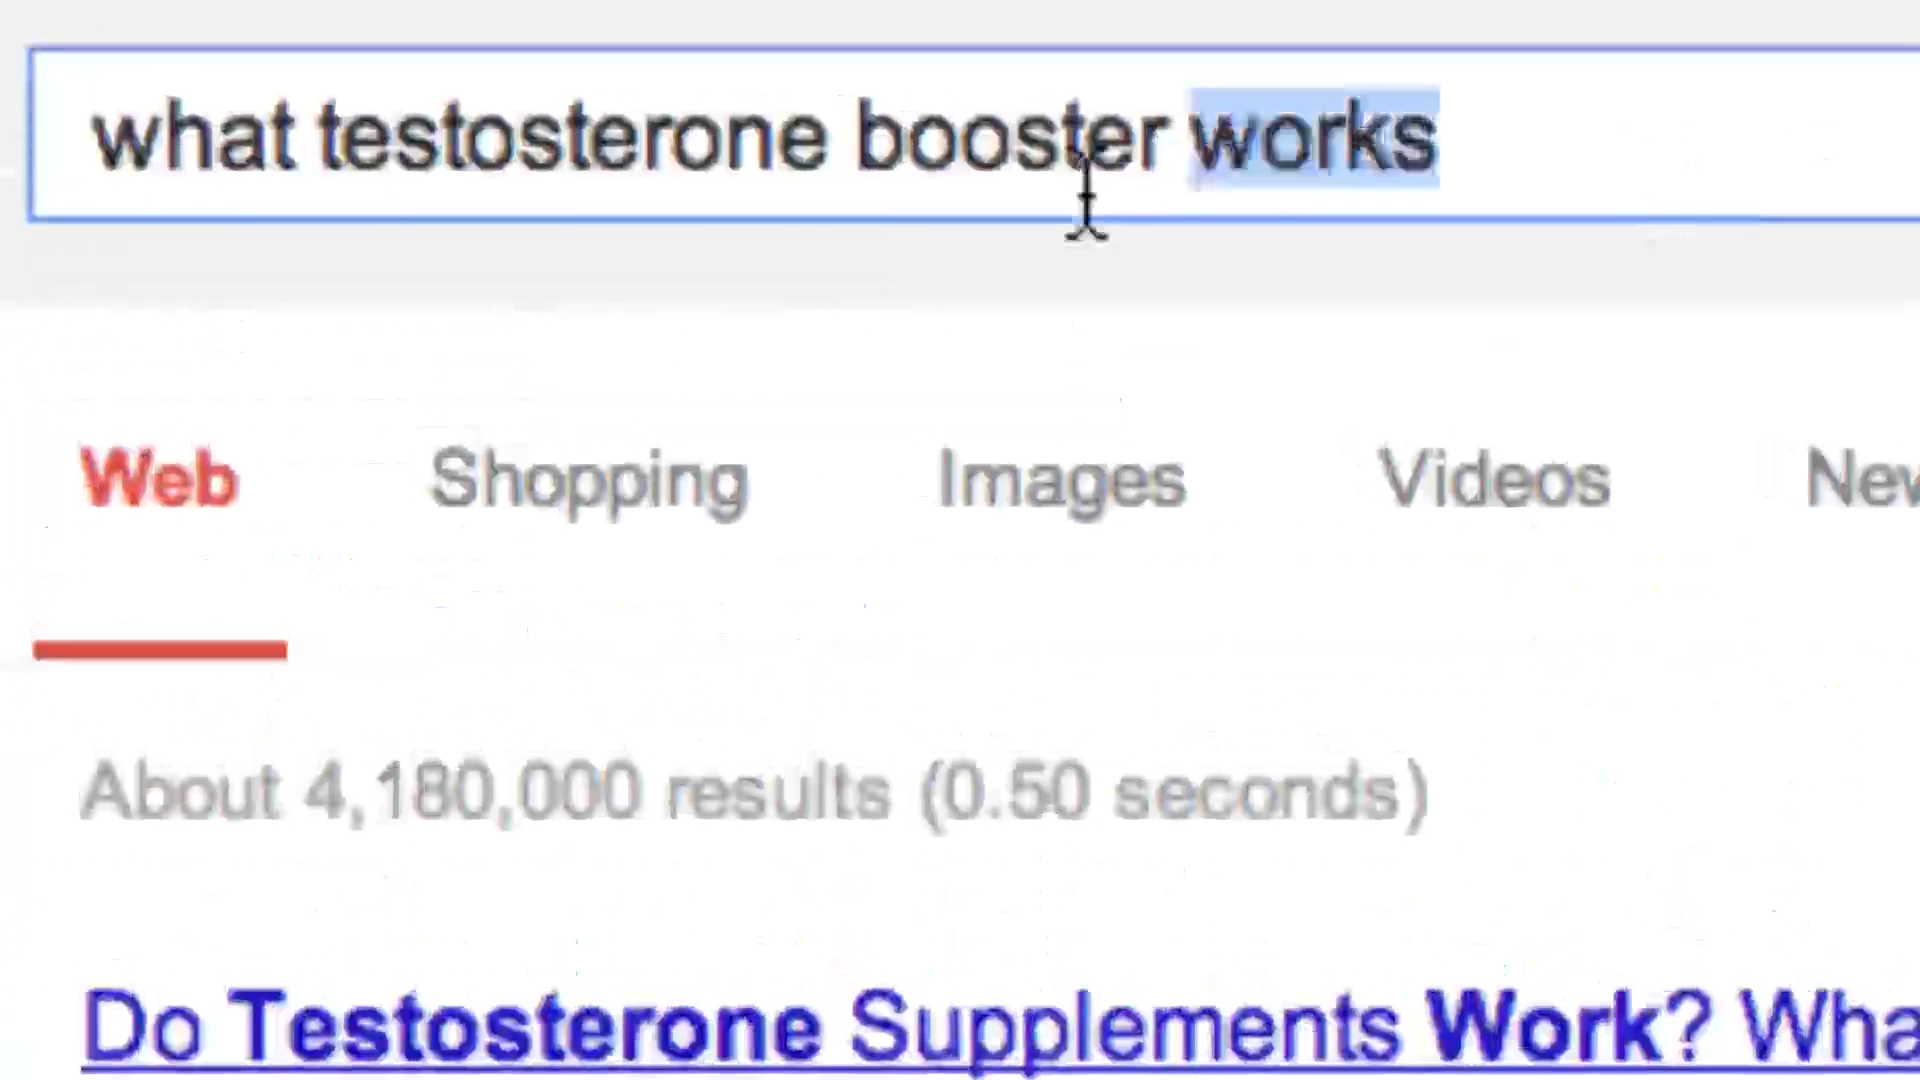 what testosterone booster works
Web Shopping Images Videos
About 4,180,000 results (0.50 seconds)
Do Testosterone Supplements Work?